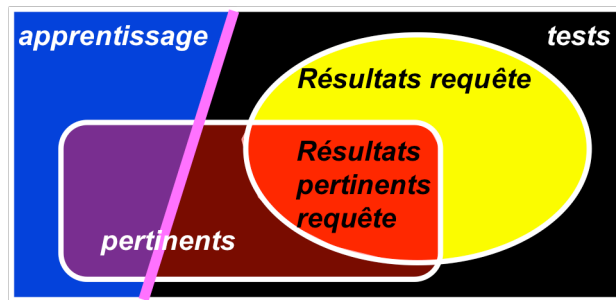 apprentissage
tests
Résultats requête
Résultats
pertinents
requête
pertinents